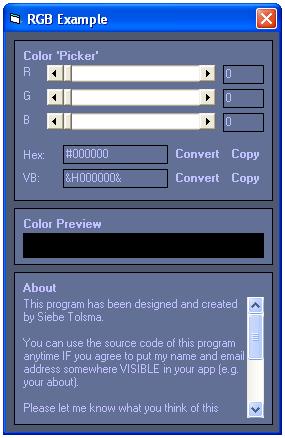 RGB Example
Color 'Picker'
R 0
G 0
B 0
Hex: #000000 Convert Copy
VB: &H000000& Convert Copy
Color Preview
About
This program has been designed and created
by Siebe Tolsma.
You can use the source code of this program
anytime IF you agree to put my name and email
address somewhere VISIBLE in your app (e.g.
your about).
Please let me know what you think of this